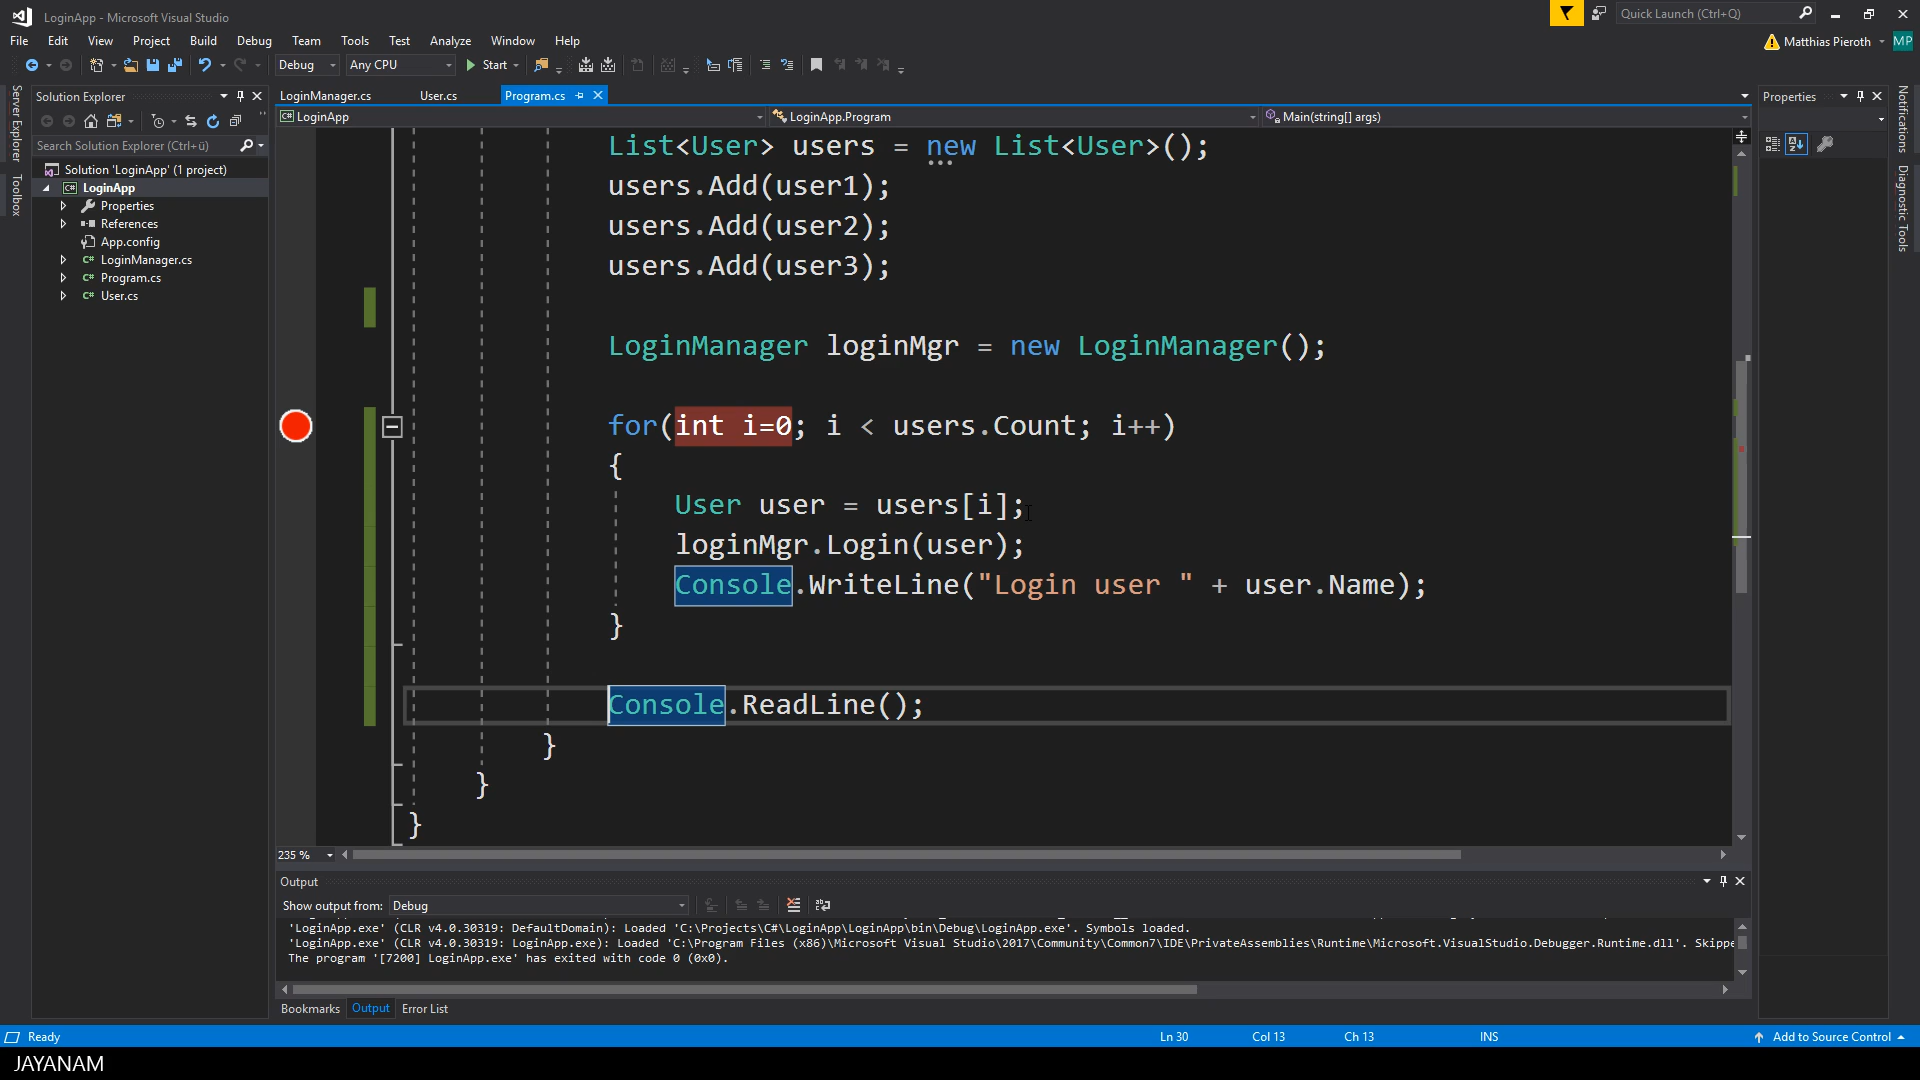 LoginApp - Microsoft Visual Studio
Quick Launch (Ctrl+Q)
File Edit View Project Build Debug Team Tools Test Analyze Window Help
Matthias Pieroth MP
Debug Any CPU Start
Server Explorer
Toolbox
Solution Explorer
Search Solution Explorer (Ctrl+ü)
Solution 'LoginApp' (1 project)
LoginApp
Properties
References
App.config
LoginManager.cs
Program.cs
User.cs
LoginManager.cs User.cs Program.cs
LoginApp LoginApp.Program Main(string[] args)
List<User> users = new List<User>();
users.Add(user1);
users.Add(user2);
users.Add(user3);
LoginManager loginMgr = new LoginManager();
for(int i=0; i < users.Count; i++)
{
User user = users[i];
loginMgr.Login(user);
Console.WriteLine("Login user " + user.Name);
}
Console.ReadLine();
}
}
}
235 %
Properties
Notifications
Diagnostic Tools
Output
Show output from: Debug
'LoginApp.exe' (CLR v4.0.30319: DefaultDomain): Loaded 'C:\Projects\C#\LoginApp\LoginApp\bin\Debug\LoginApp.exe'. Symbols loaded.
'LoginApp.exe' (CLR v4.0.30319: LoginApp.exe): Loaded 'C:\Program Files (x86)\Microsoft Visual Studio\2017\Community\Common7\IDE\PrivateAssemblies\Runtime\Microsoft.VisualStudio.Debugger.Runtime.dll'. Skippe
The program '[7200] LoginApp.exe' has exited with code 0 (0x0).
Bookmarks Output Error List
Ready Ln 30 Col 13 Ch 13 INS Add to Source Control
JAYANAM